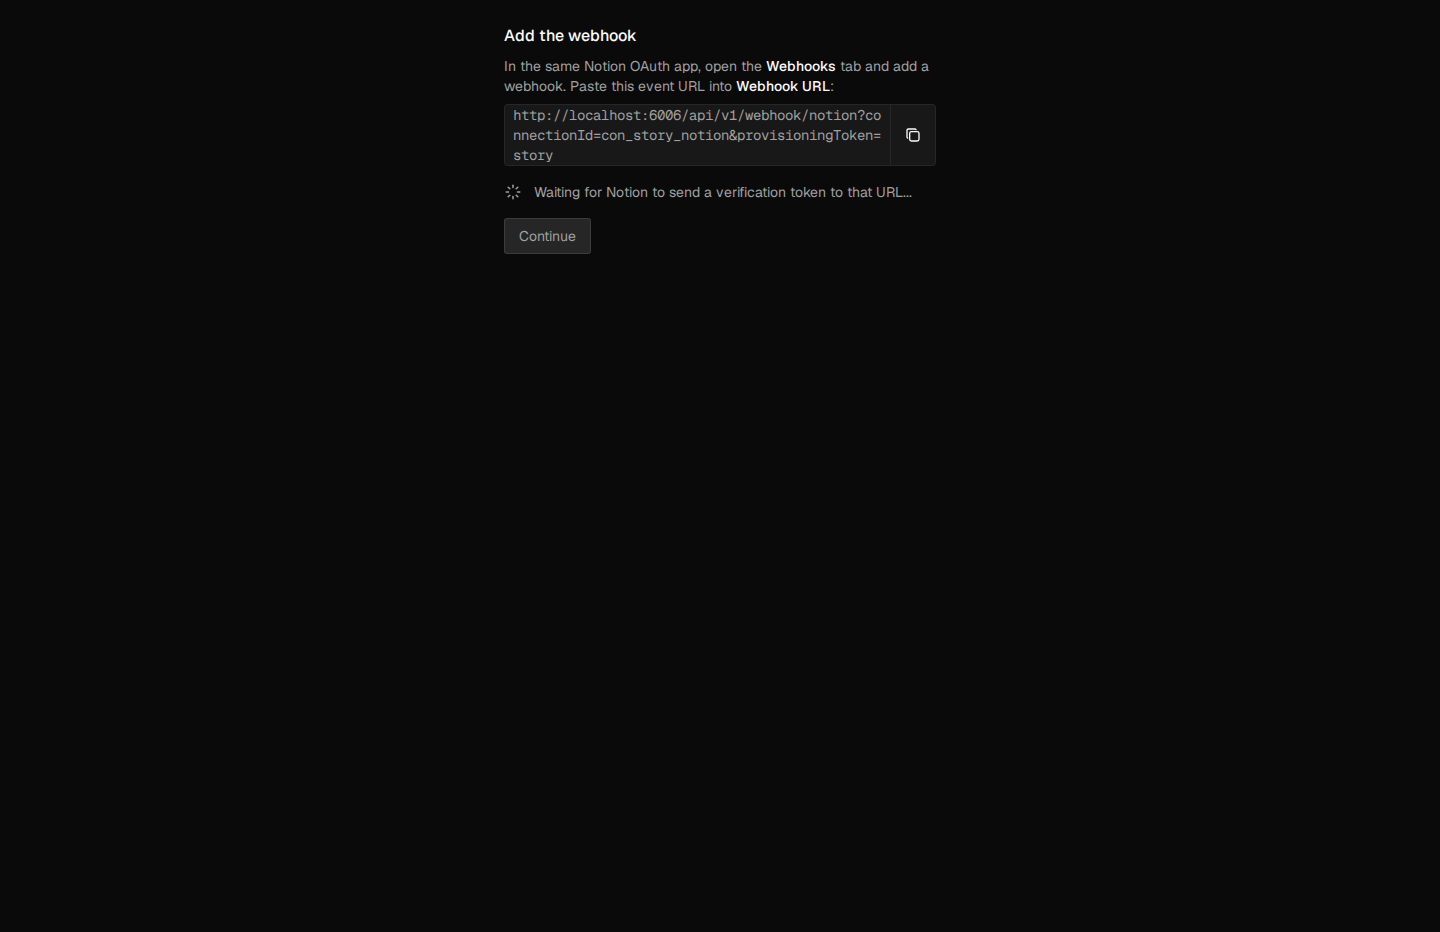 Add the webhook
In the same Notion OAuth app, open the Webhooks tab and add a
webhook. Paste this event URL into Webhook URL:
http://localhost:6006/api/v1/webhook/notion?co
nnectionId=con_story_notion&provisioningToken=
story
Waiting for Notion to send a verification token to that URL...
Continue